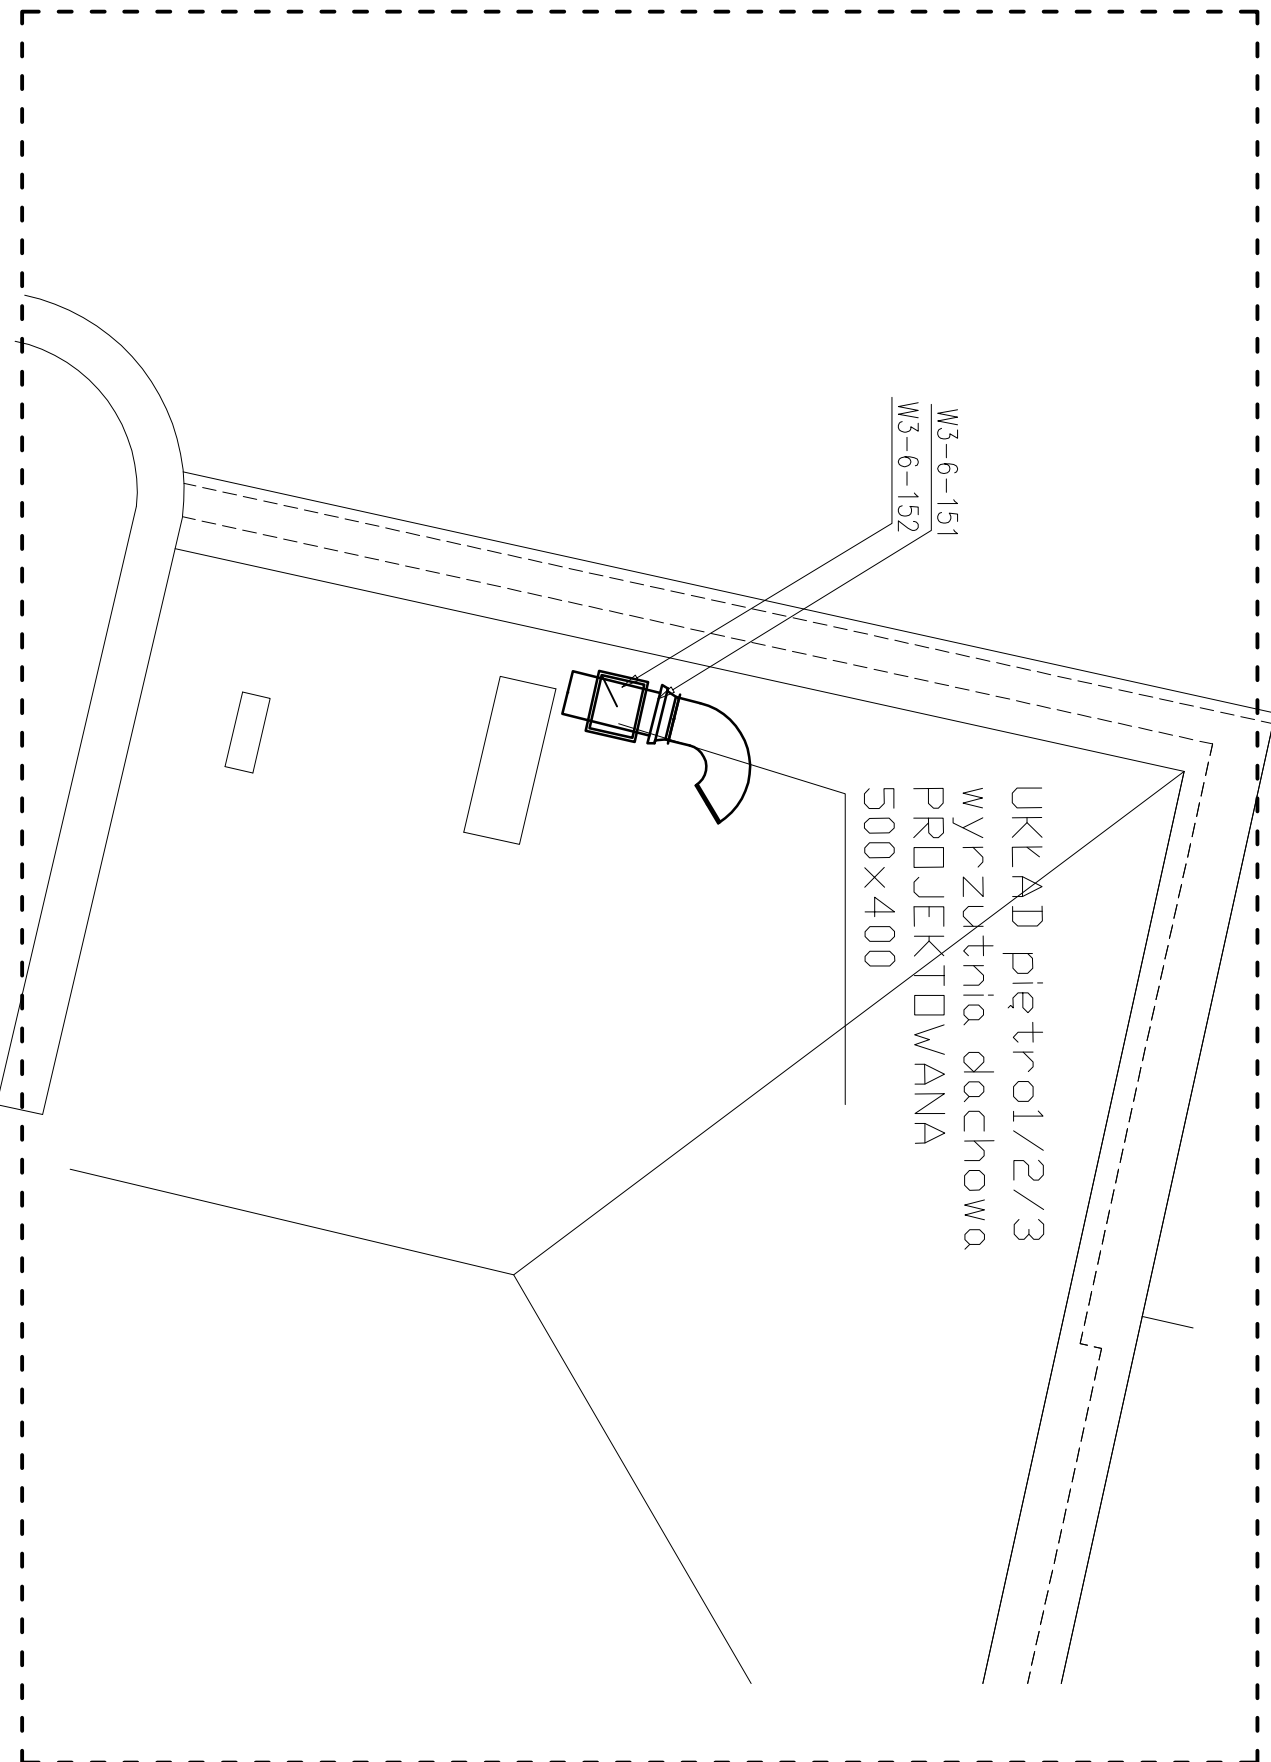 W3-6-151
W3-6-152
UKŁAD piętro1/2/3
wyrzutnia dachowa
PROJEKTOWANA
500x400